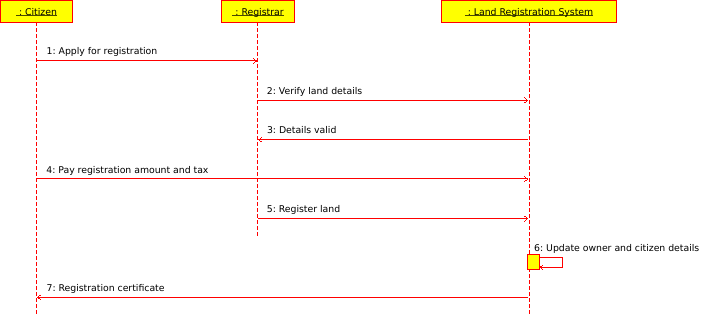 : Citizen
: Registrar
: Land Registration System
1: Apply for registration
2: Verify land details
3: Details valid
4: Pay registration amount and tax
5: Register land
6: Update owner and citizen details
7: Registration certificate